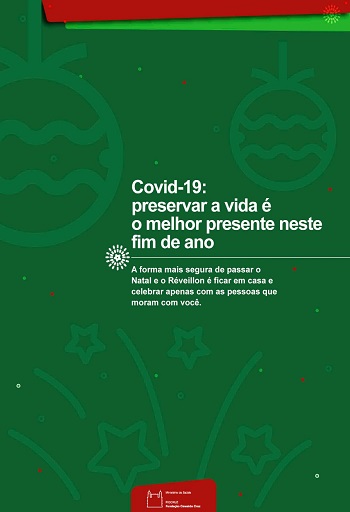 Covid-19:
preservar a vida é
o melhor presente neste
fim de ano
A forma mais segura de passar o
Natal e o Réveillon é ficar em casa e
celebrar apenas com as pessoas que
moram com você.
Ministério da Saúde
FIOCRUZ
Fundação Oswaldo Cruz